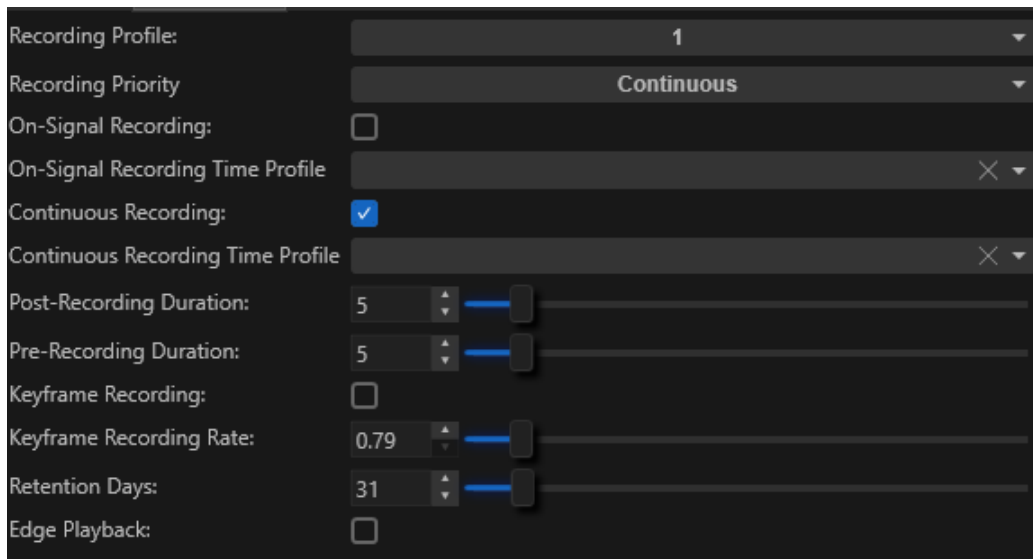 Recording Profile: 1
Recording Priority Continuous
On-Signal Recording:
On-Signal Recording Time Profile
Continuous Recording:
Continuous Recording Time Profile
Post-Recording Duration: 5
Pre-Recording Duration: 5
Keyframe Recording:
Keyframe Recording Rate: 0.79
Retention Days: 31
Edge Playback: